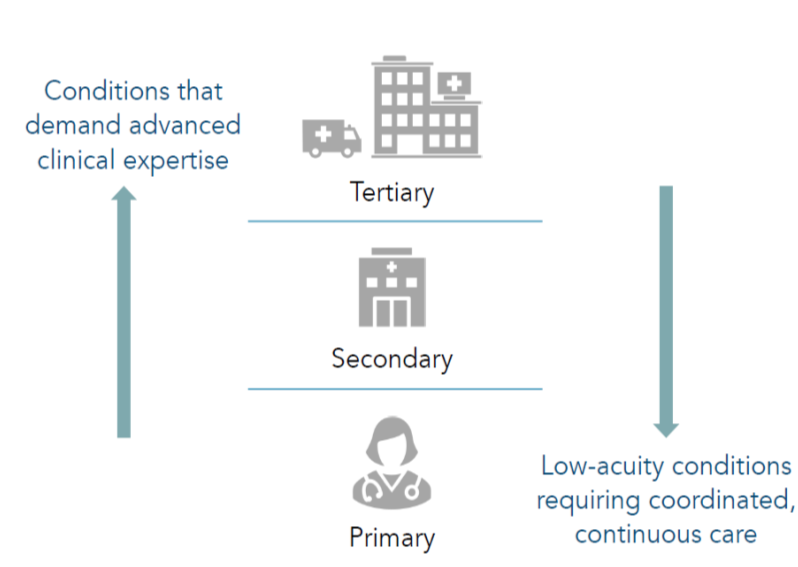 Conditions that
demand advanced
clinical expertise
Tertiary
Secondary
Primary
Low-acuity conditions
requiring coordinated,
continuous care